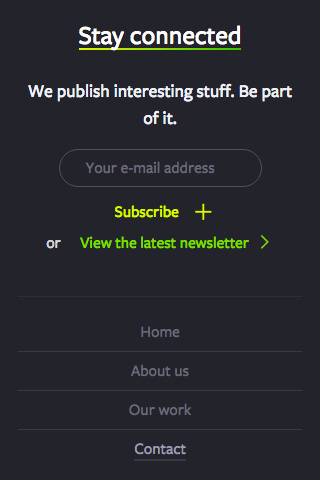 Stay connected
We publish interesting stuff. Be part
of it.
Your e-mail address
Subscribe
or View the latest newsletter
Home
About us
Our work
Contact